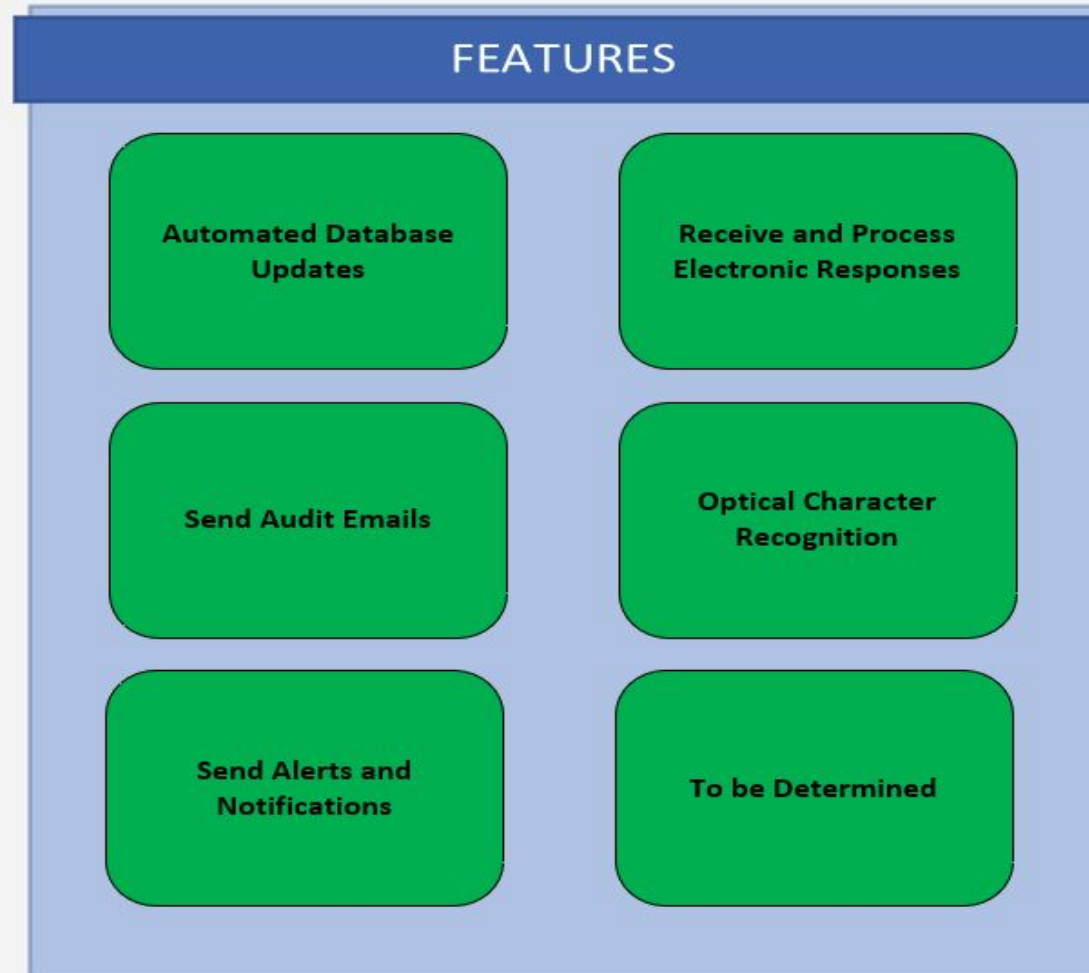 FEATURES
Automated Database
Updates
Receive and Process
Electronic Responses
Send Audit Emails
Optical Character
Recognition
Send Alerts and
Notifications
To be Determined